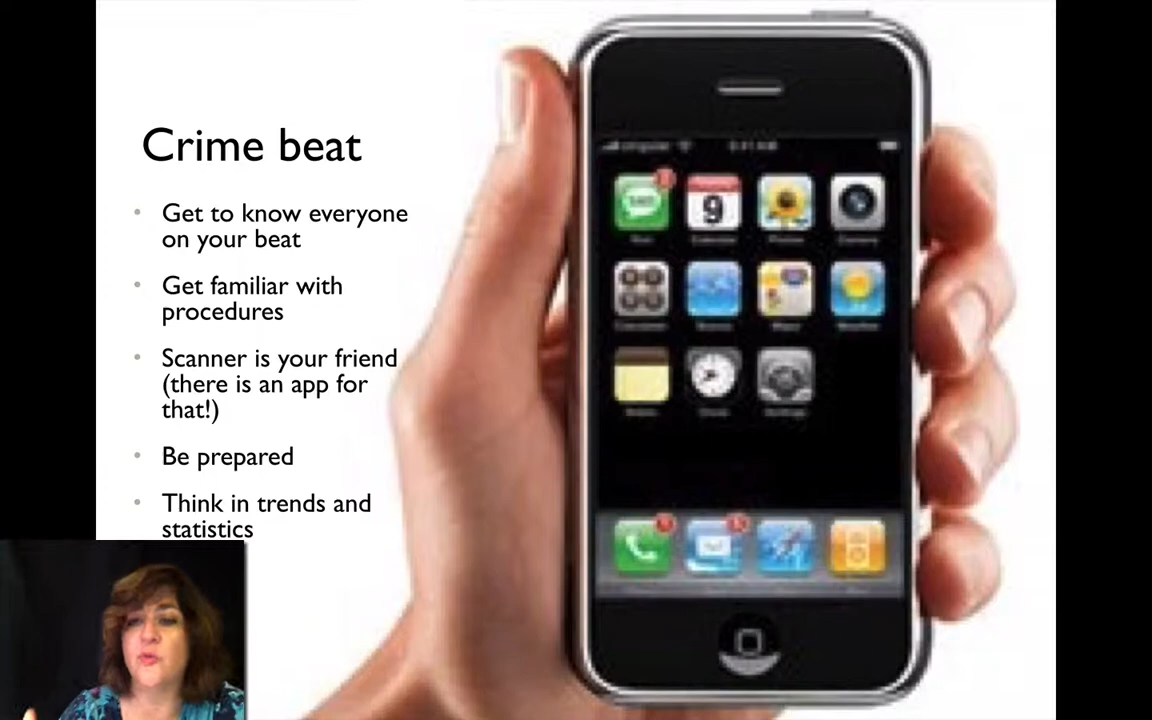 Crime beat
Get to know everyone
on your beat
Get familiar with
procedures
Scanner is your friend
(there is an app for
that!)
Be prepared
Think in trends and
statistics
9